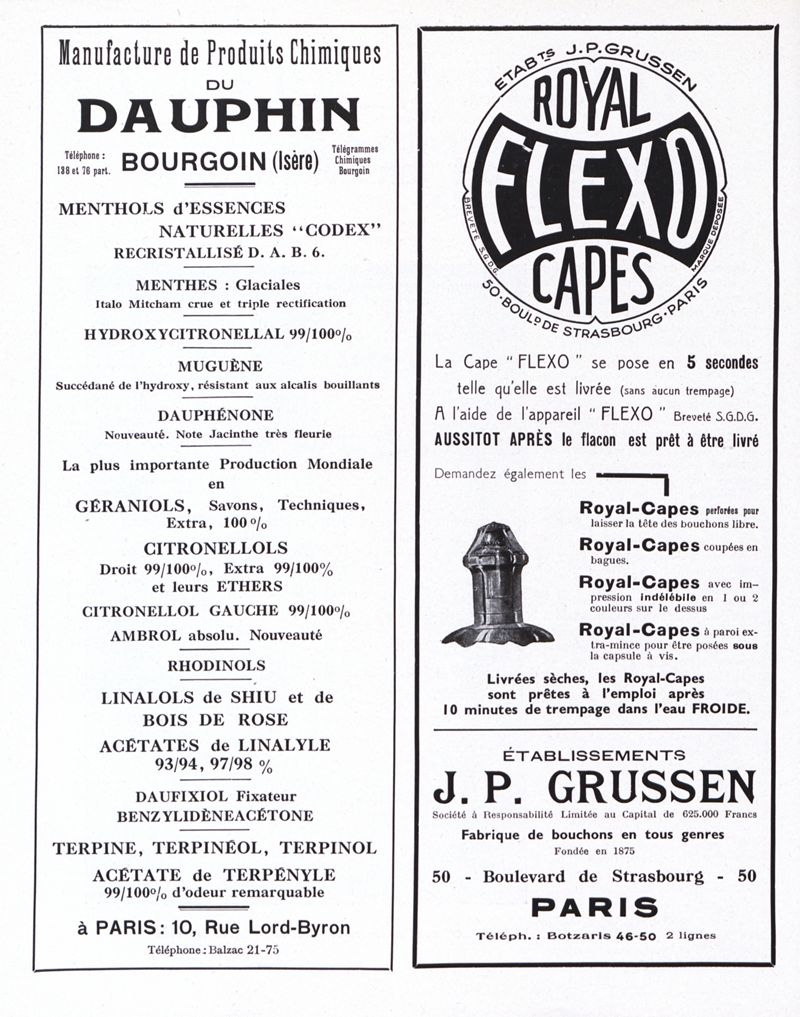 Manufacture de Produits Chimiques
DU
DAUPHIN
Téléphone :
138 et 76 part.
BOURGOIN (Isère)
Télégrammes
Chimiques
Bourgoin
MENTHOLS d'ESSENCES
NATURELLES "CODEX"
RECRISTALLISÉ D. A. B. 6.
MENTHES : Glaciales
Italo Mitcham crue et triple rectification
HYDROXYCITRONELLAL 99/100%
MUGUÈNE
Succédané de l'hydroxy, résistant aux alcalis bouillants
DAUPHÉNONE
Nouveauté. Note Jacinthe très fleurie
La plus importante Production Mondiale
en
GÉRANIOLS, Savons, Techniques,
Extra, 100 %
CITRONELLOLS
Droit 99/100%, Extra 99/100%
et leurs ETHERS
CITRONELLOL GAUCHE 99/100%
AMBROL absolu. Nouveauté
RHODINOLS
LINALOLS de SHIU et de
BOIS DE ROSE
ACÉTATES de LINALYLE
93/94, 97/98 %
DAUFIXIOL Fixateur
BENZYLIDÈNEACÉTONE
TERPINE, TERPINÉOL, TERPINOL
ACÉTATE de TERPÉNYLE
99/100% d'odeur remarquable
à PARIS : 10, Rue Lord-Byron
Téléphone : Balzac 21-75
ETABts J.P. GRUSSEN
ROYAL
FLEXO
CAPES
BREVETÉ S.G.D.G.
MARQUE DÉPOSÉE
50 · BOULD DE STRASBOURG · PARIS
La Cape "FLEXO" se pose en 5 secondes
telle qu'elle est livrée (sans aucun trempage)
A l'aide de l'appareil "FLEXO" Breveté S.G.D.G.
AUSSITOT APRÈS le flacon est prêt à être livré
Demandez également les
Royal-Capes perforées pour
laisser la tête des bouchons libre.
Royal-Capes coupées en
bagues.
Royal-Capes avec im-
pression indélébile en 1 ou 2
couleurs sur le dessus
Royal-Capes à paroi ex-
tra-mince pour être posées sous
la capsule à vis.
Livrées sèches, les Royal-Capes
sont prêtes à l'emploi après
10 minutes de trempage dans l'eau FROIDE.
ÉTABLISSEMENTS
J. P. GRUSSEN
Société à Responsabilité Limitée au Capital de 625.000 Francs
Fabrique de bouchons en tous genres
Fondée en 1875
50 - Boulevard de Strasbourg - 50
PARIS
Téléph. : Botzaris 46-50 2 lignes